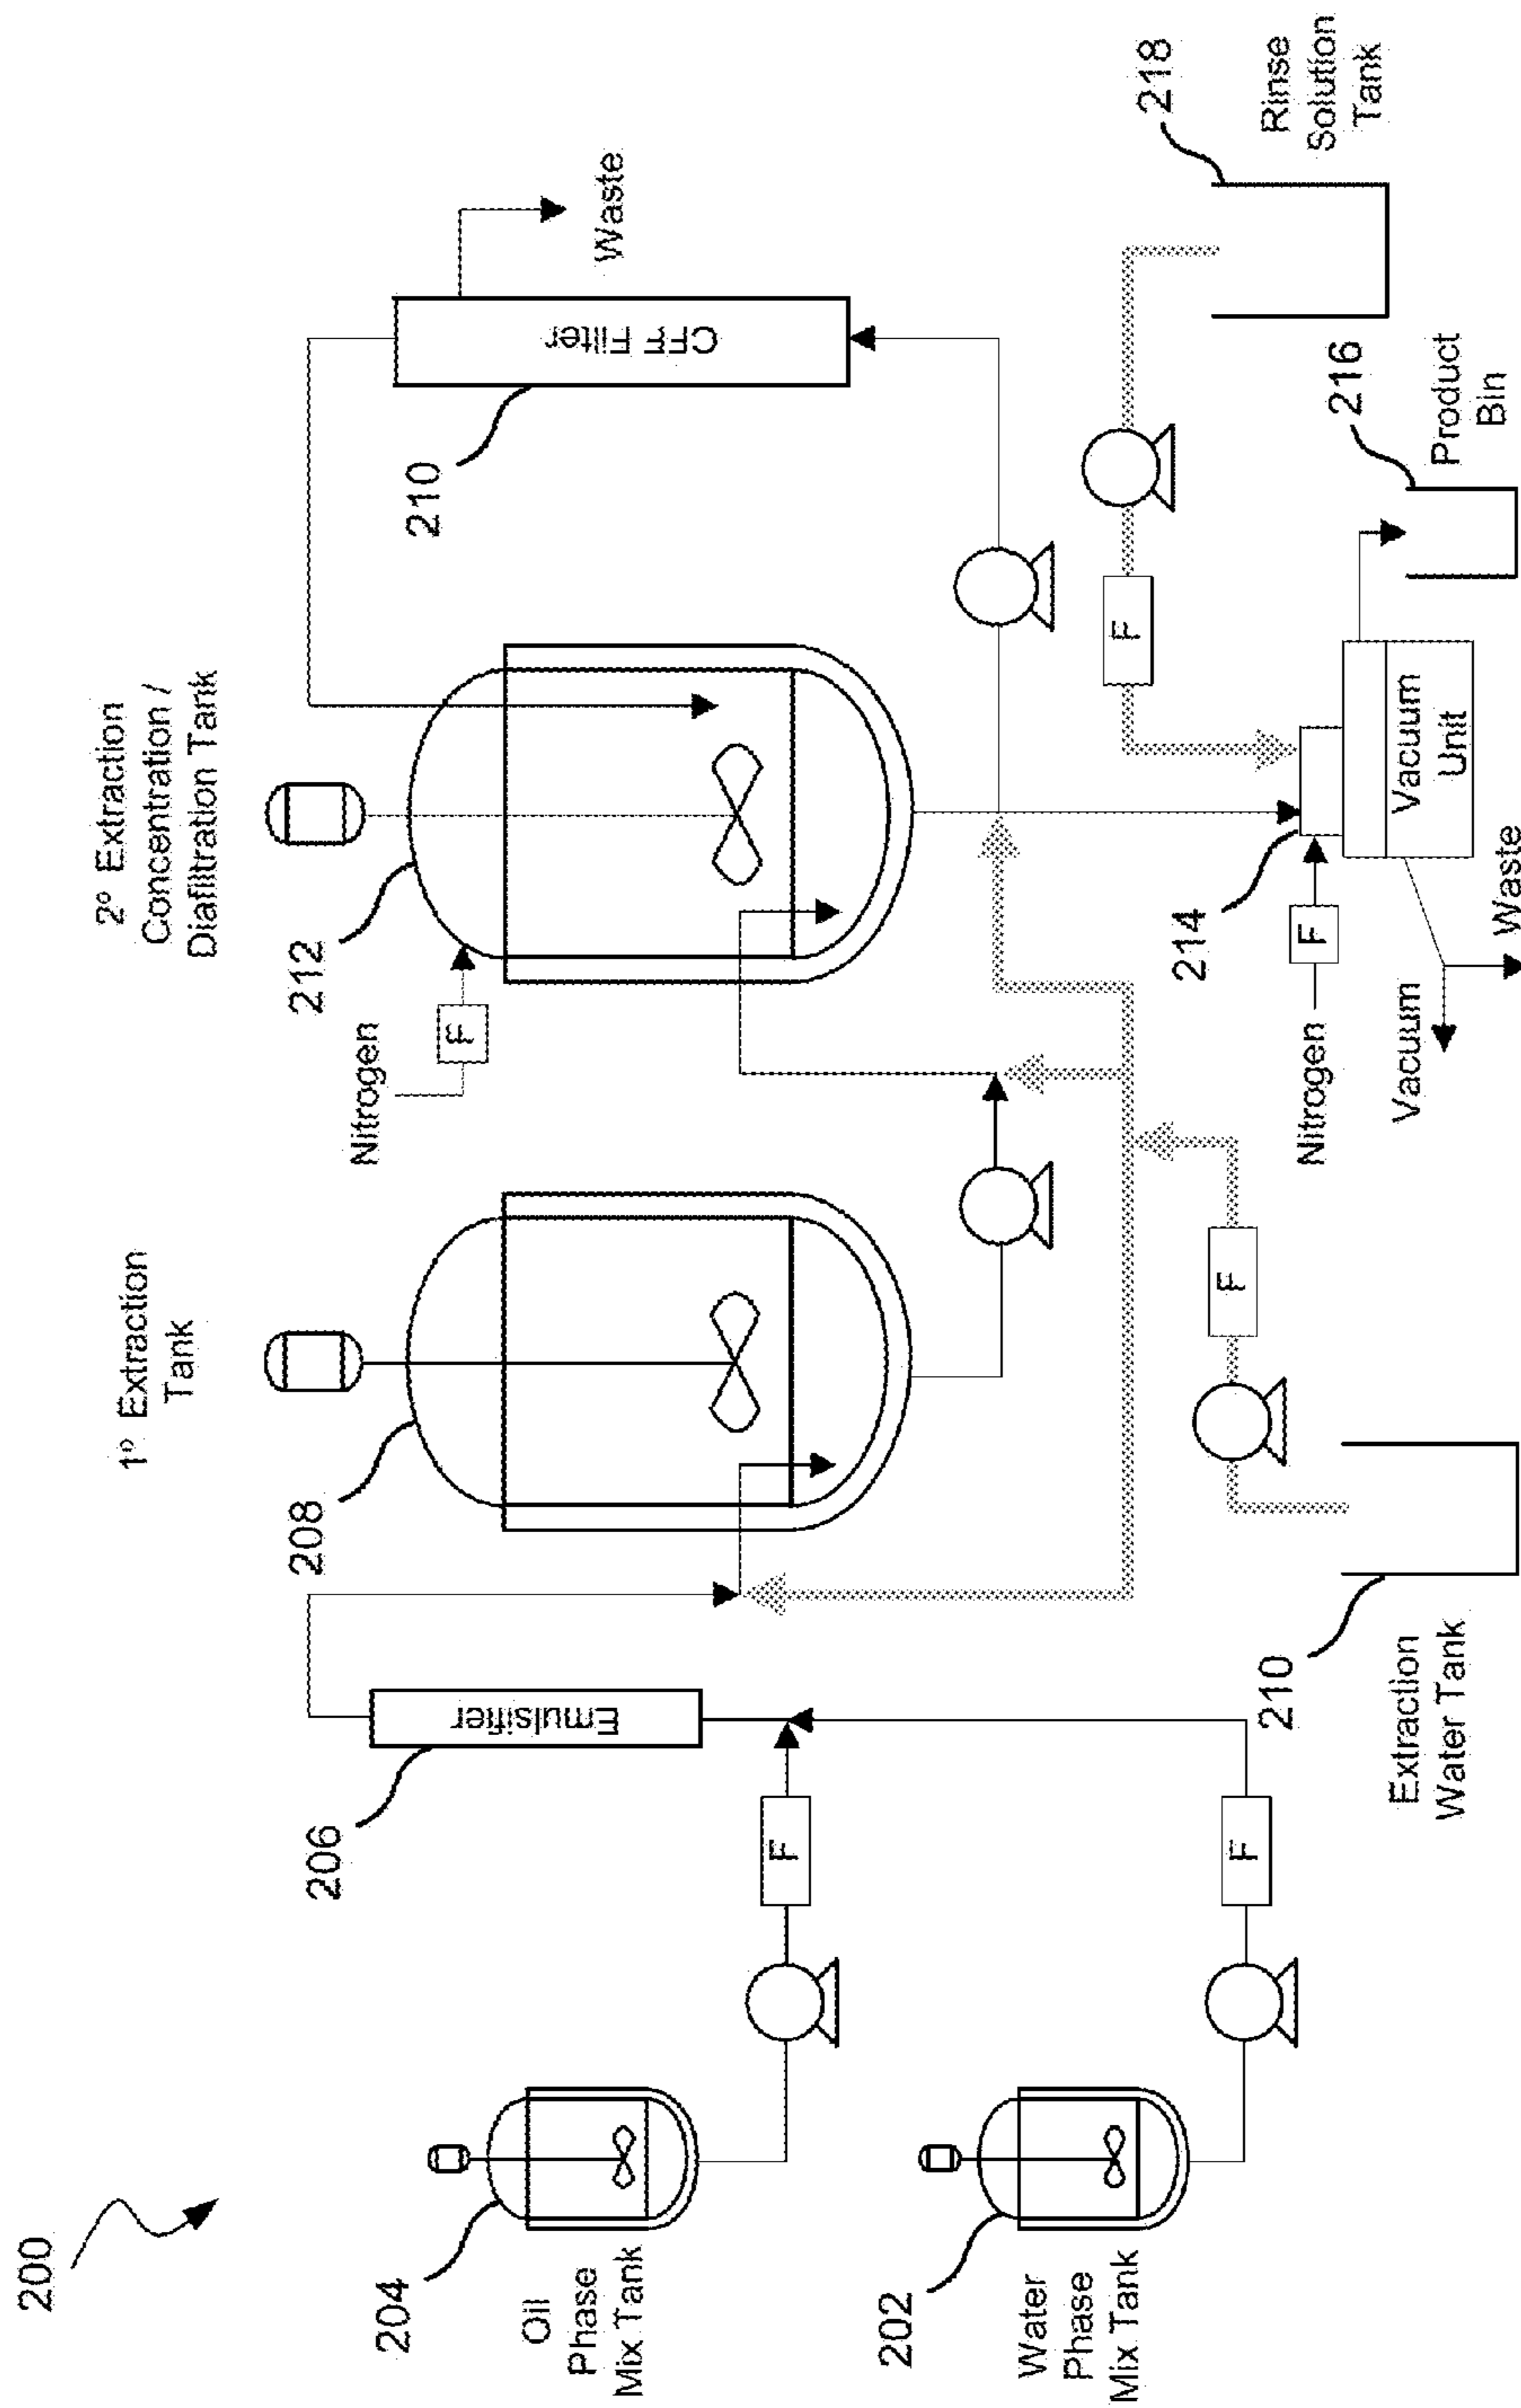 200
204
Oil
Phase
Mix Tank
202
Water
Phase
Mix Tank
F
F
206
Emulsifier
1º Extraction
Tank
208
210
Extraction
Water Tank
F
2º Extraction
Concentration /
Diafiltration Tank
212
Nitrogen
F
210
CFF Filter
Waste
F
218
Rinse
Solution
Tank
214
Nitrogen
F
Vacuum
Unit
Vacuum
Waste
216
Product
Bin